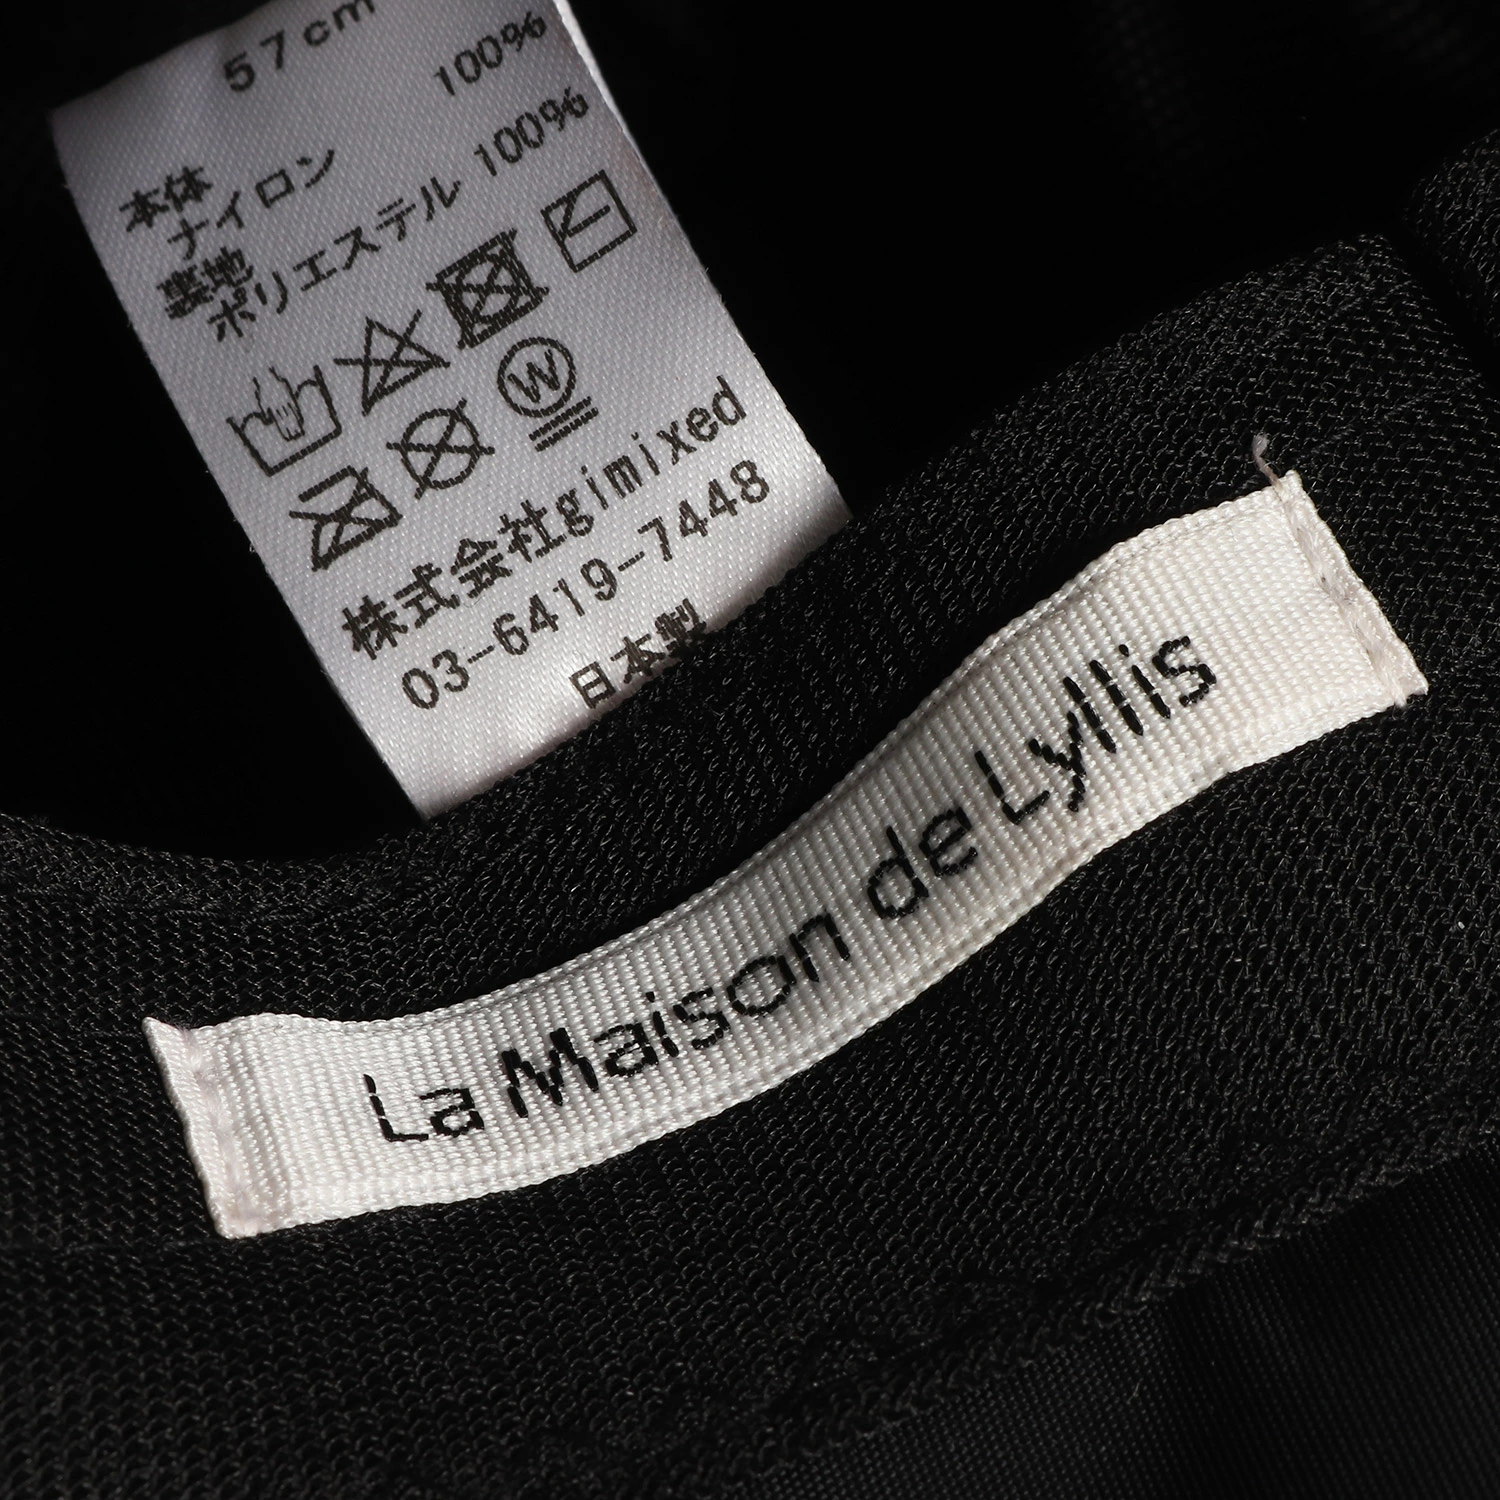 57cm
本体
ナイロン 100%
裏地
ポリエステル 100%
W
株式会社gimixed
03-6419-7448
日本製
La Maison de Lyllis